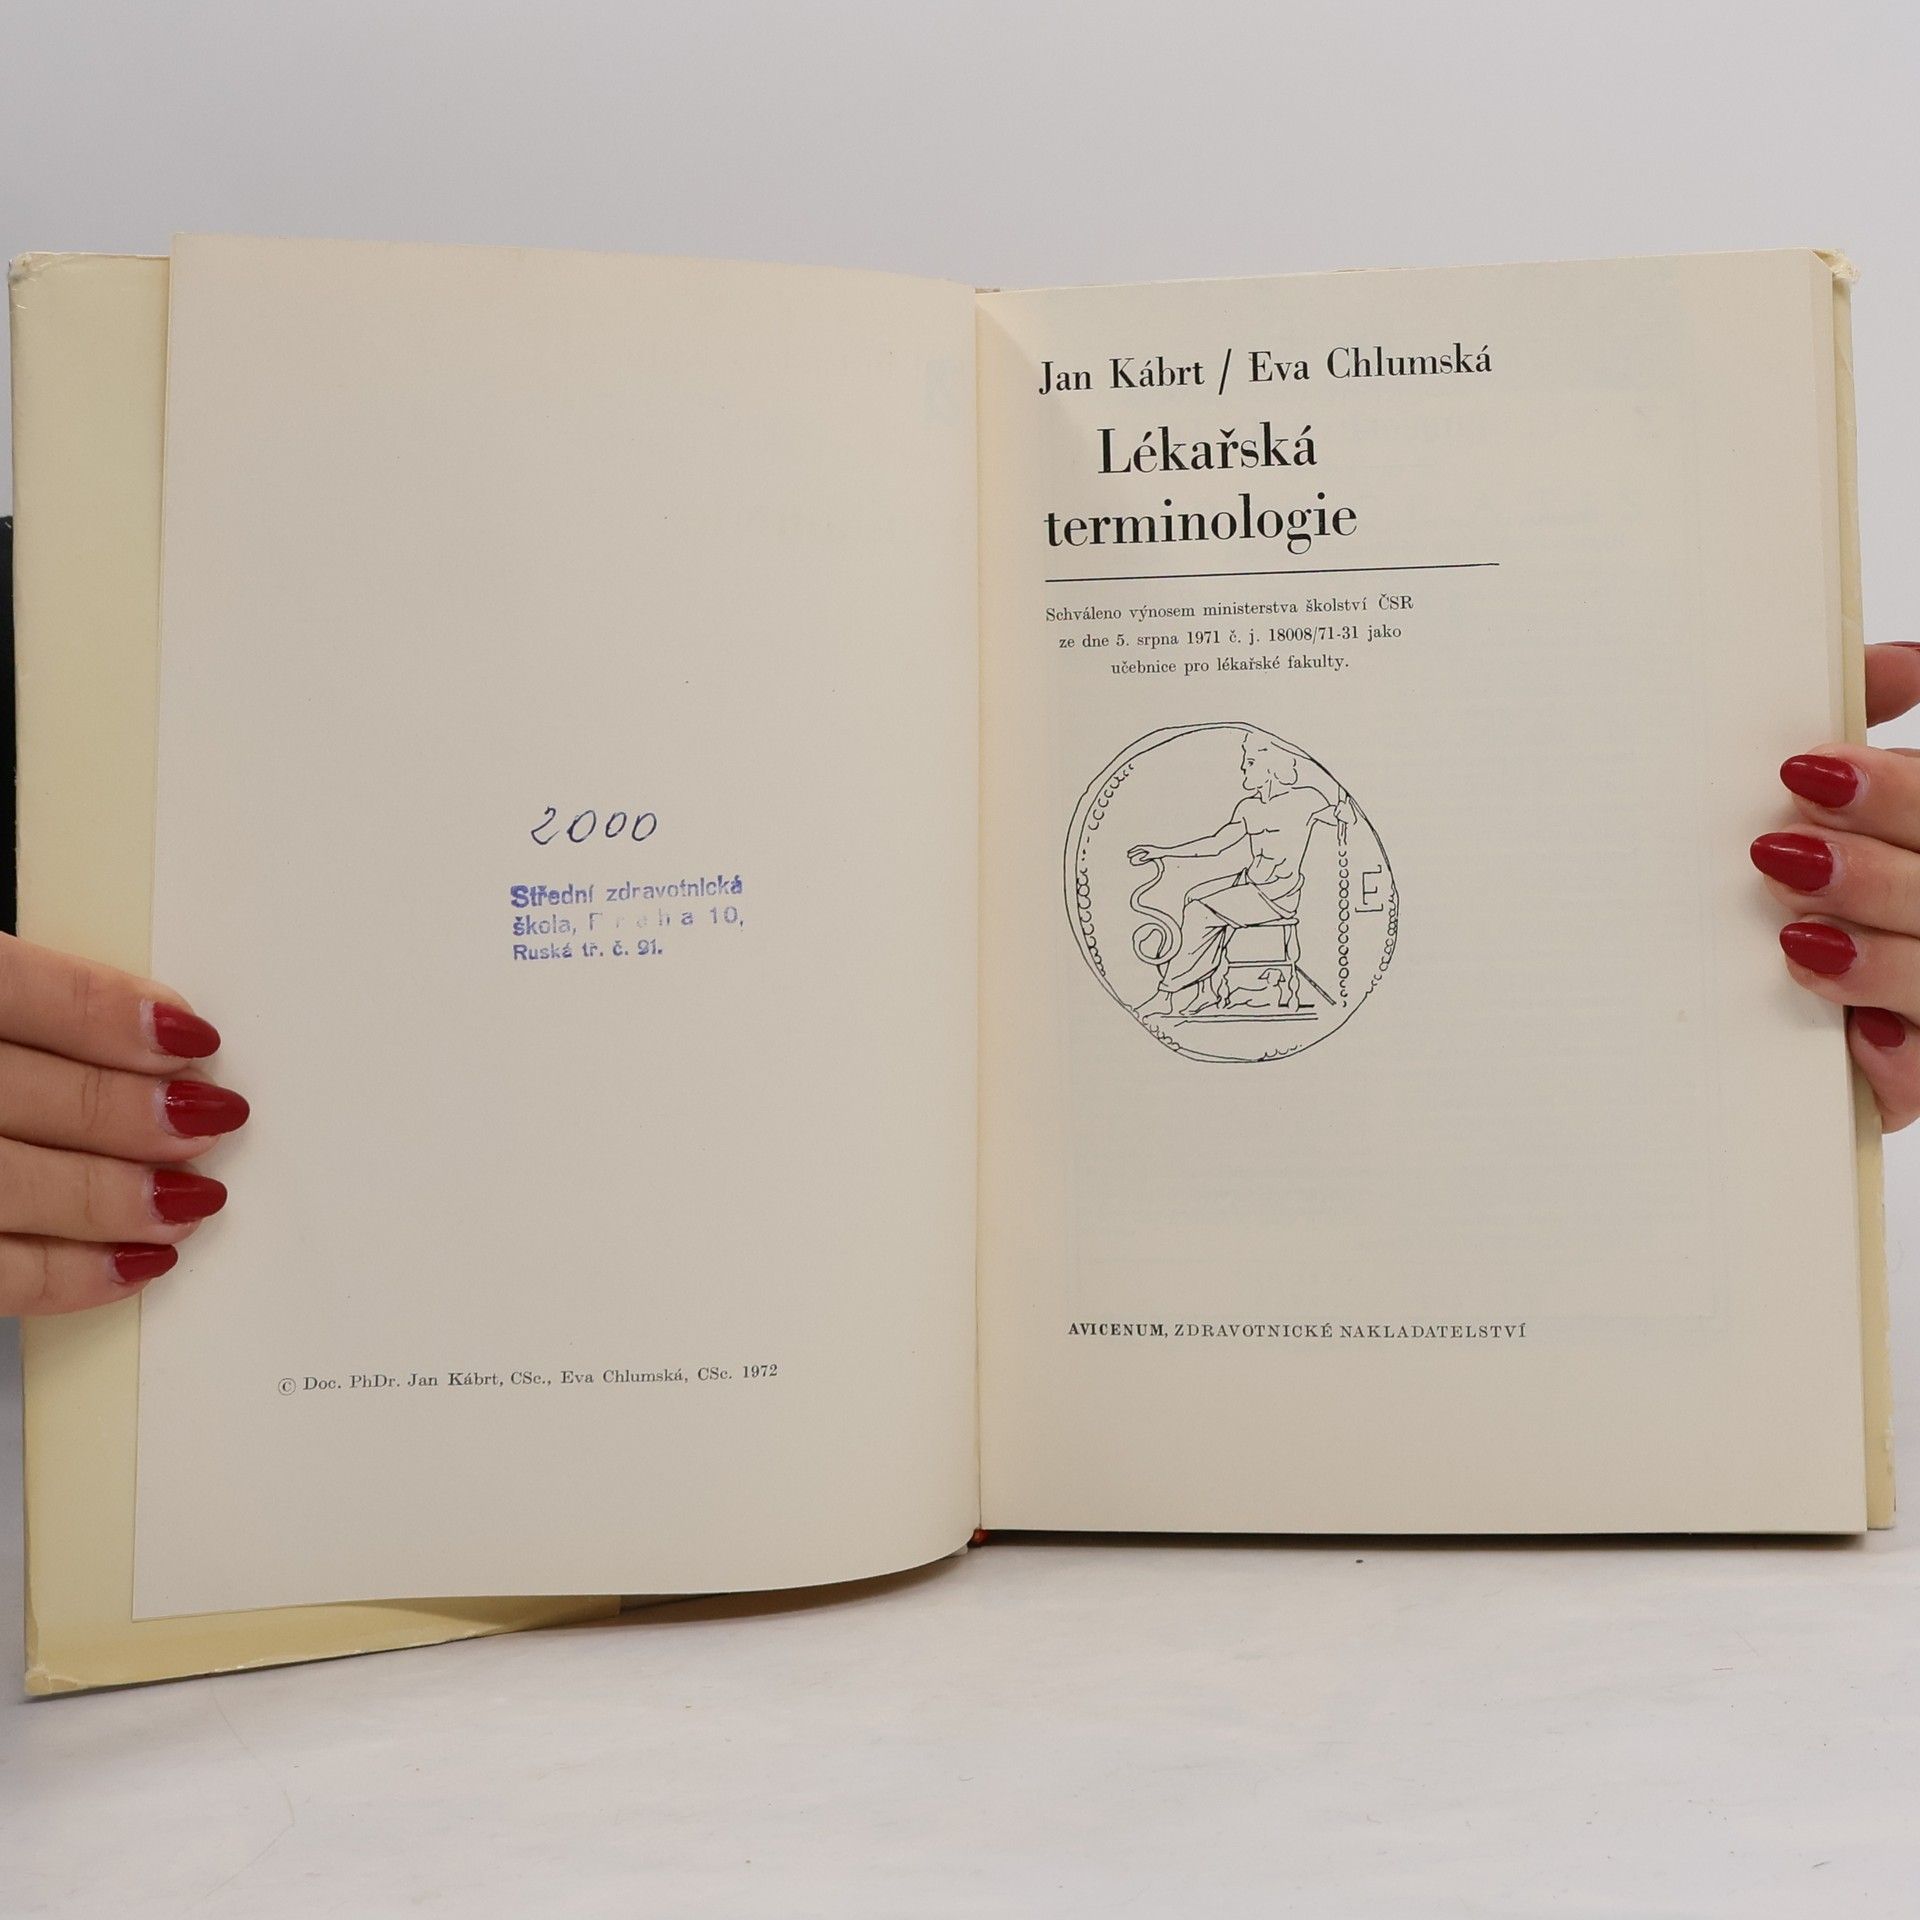 2000
Střední zdravotnická
škola, Praha 10,
Ruská tř. č. 91.
© Doc. PhDr. Jan Kábrt, CSc., Eva Chlumská, CSc. 1972
Jan Kábrt / Eva Chlumská
Lékařská
terminologie
Schváleno výnosem ministerstva školství ČSR
ze dne 5. srpna 1971 č. j. 18008/71-31 jako
učebnice pro lékařské fakulty.
AVICENUM, ZDRAVOTNICKÉ NAKLADATELSTVÍ